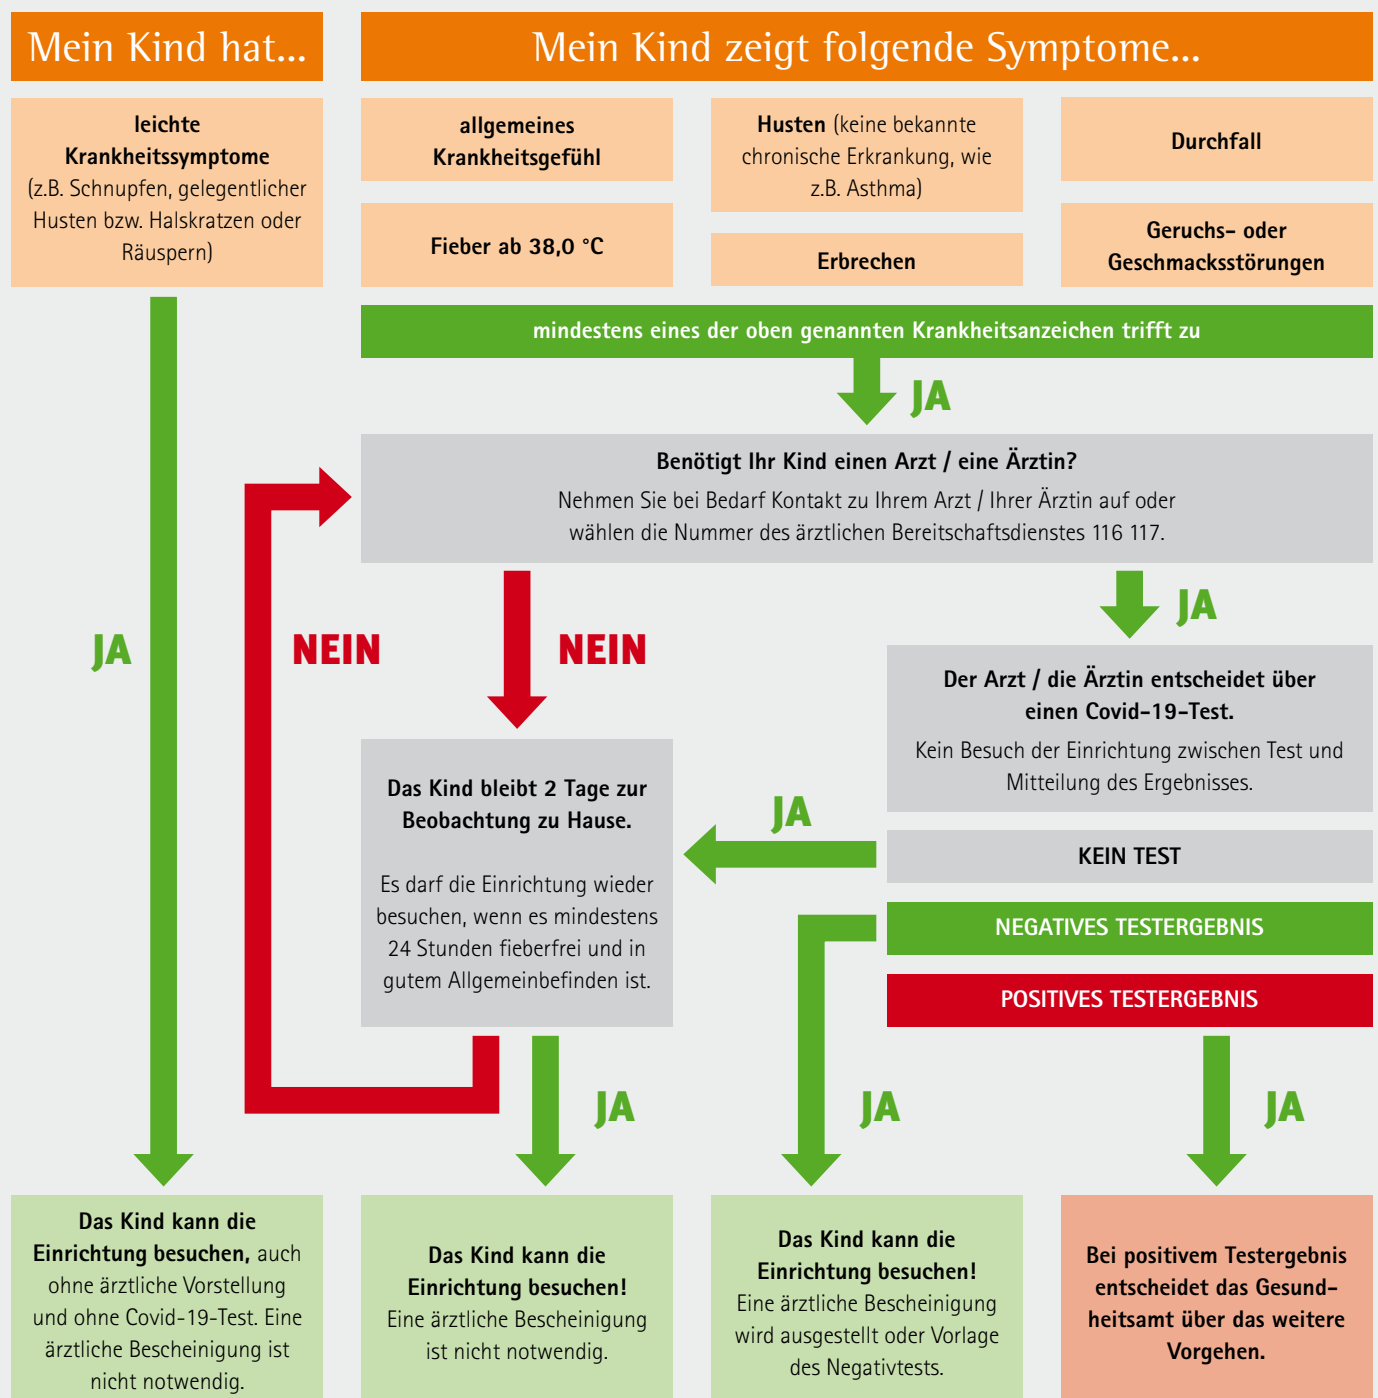 Mein Kind hat...
Mein Kind zeigt folgende Symptome...
leichte
Krankheitssymptome
(z.B. Schnupfen, gelegentlicher
Husten bzw. Halskratzen oder
Räuspern)
allgemeines
Krankheitsgefühl
Fieber ab 38,0 °C
Husten (keine bekannte
chronische Erkrankung, wie
z.B. Asthma)
Erbrechen
Durchfall
Geruchs- oder
Geschmacksstörungen
mindestens eines der oben genannten Krankheitsanzeichen trifft zu
JA
Benötigt Ihr Kind einen Arzt / eine Ärztin?
Nehmen Sie bei Bedarf Kontakt zu Ihrem Arzt / Ihrer Ärztin auf oder
wählen die Nummer des ärztlichen Bereitschaftsdienstes 116 117.
JA
NEIN
NEIN
JA
Der Arzt / die Ärztin entscheidet über
einen Covid-19-Test.
Kein Besuch der Einrichtung zwischen Test und
Mitteilung des Ergebnisses.
Das Kind bleibt 2 Tage zur
Beobachtung zu Hause.
Es darf die Einrichtung wieder
besuchen, wenn es mindestens
24 Stunden fieberfrei und in
gutem Allgemeinbefinden ist.
JA
KEIN TEST
NEGATIVES TESTERGEBNIS
POSITIVES TESTERGEBNIS
JA
JA
JA
Das Kind kann die
Einrichtung besuchen, auch
ohne ärztliche Vorstellung
und ohne Covid-19-Test. Eine
ärztliche Bescheinigung ist
nicht notwendig.
Das Kind kann die
Einrichtung besuchen!
Eine ärztliche Bescheinigung
ist nicht notwendig.
Das Kind kann die
Einrichtung besuchen!
Eine ärztliche Bescheinigung
wird ausgestellt oder Vorlage
des Negativtests.
Bei positivem Testergebnis
entscheidet das Gesund-
heitsamt über das weitere
Vorgehen.